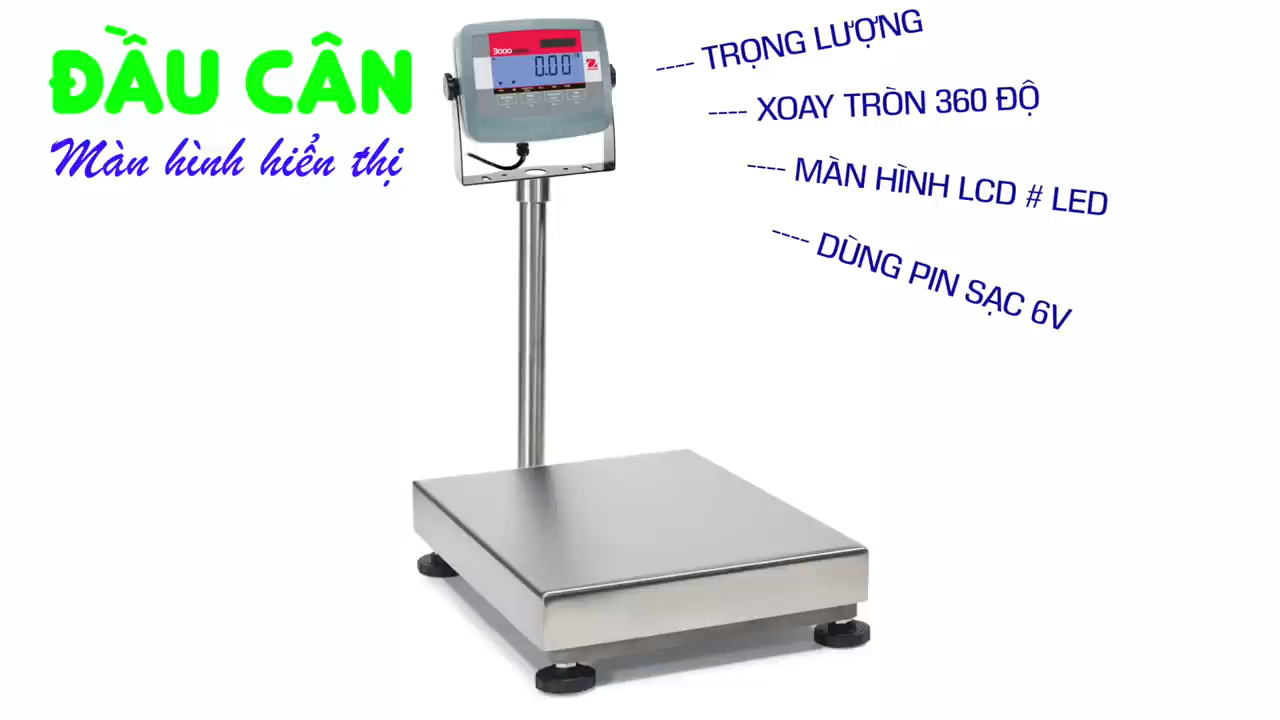 ĐẦU CÂN
Màn hình hiển thị
3000
0.00
---- TRỌNG LƯỢNG
---- XOAY TRÒN 360 ĐỘ
---- MÀN HÌNH LCD # LED
---- DÙNG PIN SẠC 6V